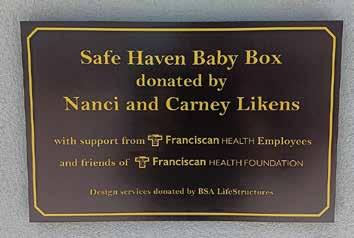 Safe Haven Baby Box
donated by
Nanci and Carney Likens
with support from Franciscan HEALTH Employees
and friends of Franciscan HEALTH FOUNDATION
Design services donated by BSA LifeStructures